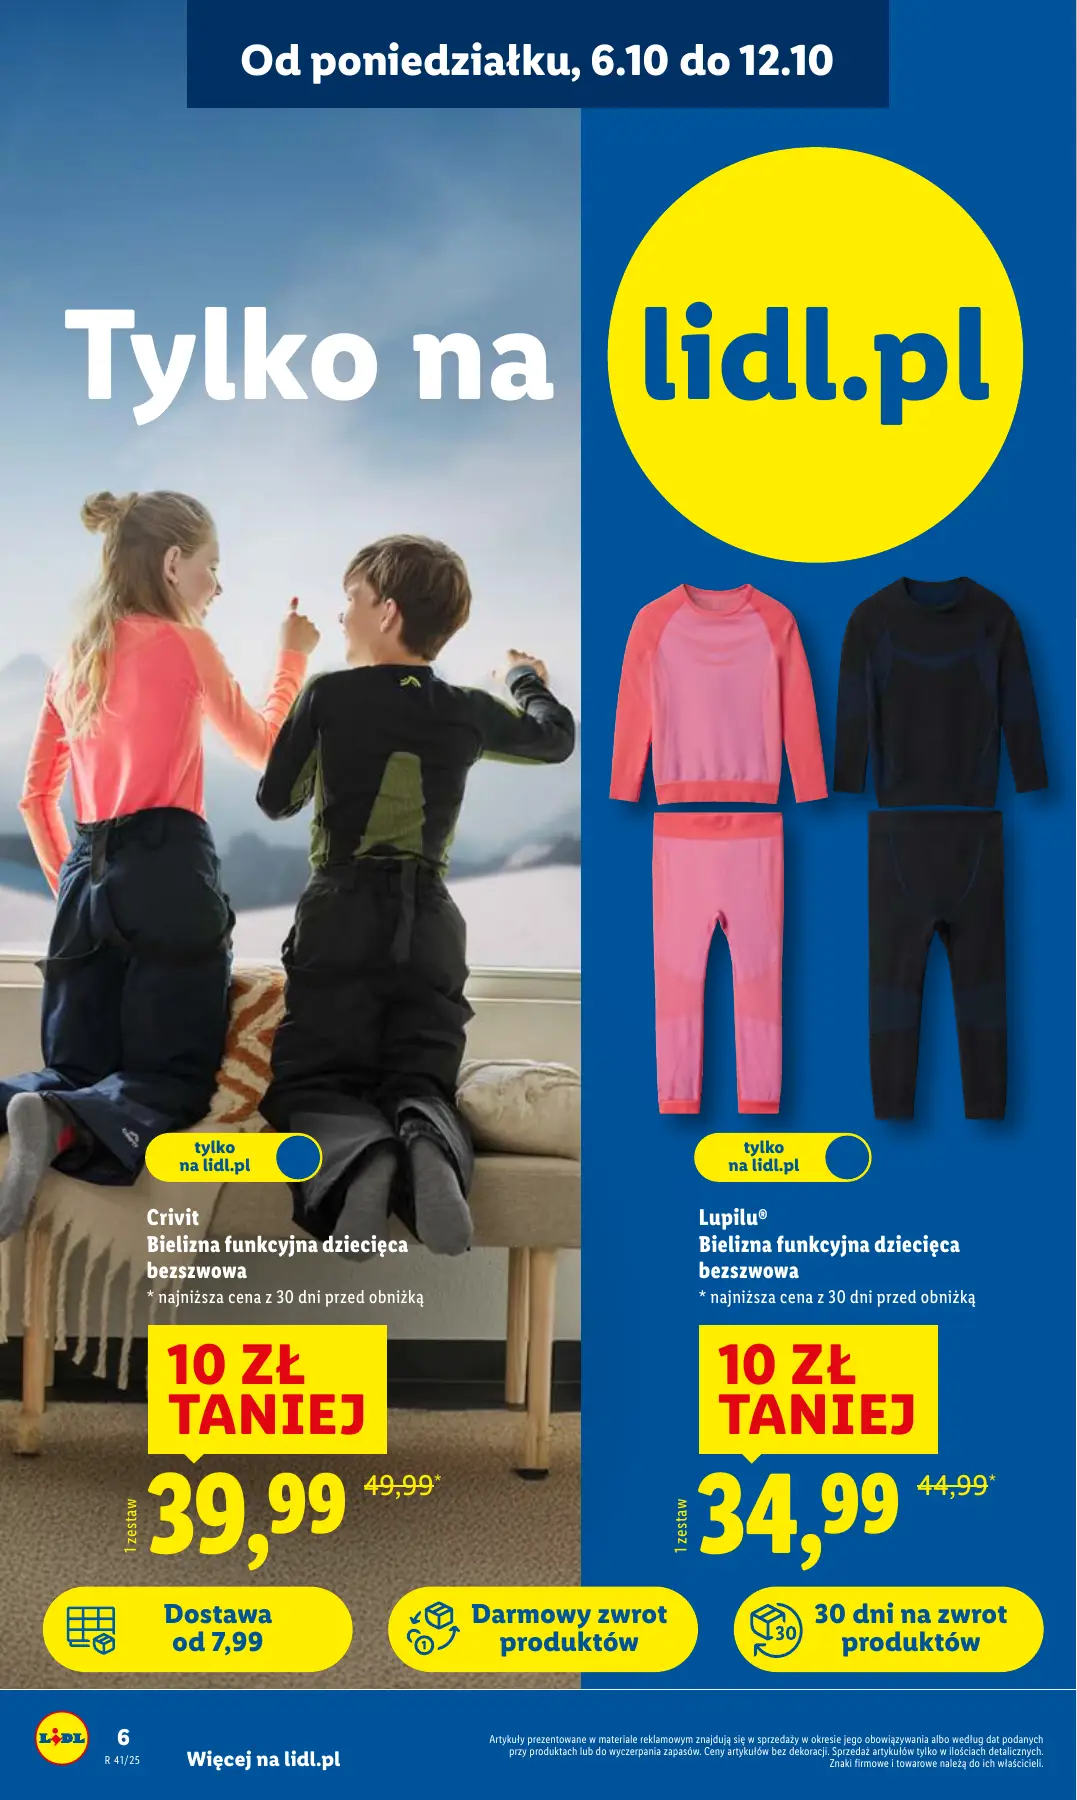 Od poniedziałku, 6.10 do 12.10
Tylko na
lidl.pl
tylko
na lidl.pl
Crivit
Bielizna funkcyjna dziecięca
bezszwowa
* najniższa cena z 30 dni przed obniżką
10 ZŁ
TANIEJ
1 zestaw
39,99
49,99*
tylko
na lidl.pl
Lupilu®
Bielizna funkcyjna dziecięca
bezszwowa
* najniższa cena z 30 dni przed obniżką
10 ZŁ
TANIEJ
1 zestaw
34,99
44,99*
Dostawa
od 7,99
1
Darmowy zwrot
produktów
30
30 dni na zwrot
produktów
LIDL
6
R 41/25
Więcej na lidl.pl
Artykuły prezentowane w materiale reklamowym znajdują się w sprzedaży w okresie jego obowiązywania albo według dat podanych
przy produktach lub do wyczerpania zapasów. Ceny artykułów bez dekoracji. Sprzedaż artykułów tylko w ilościach detalicznych.
Znaki firmowe i towarowe należą do ich właścicieli.